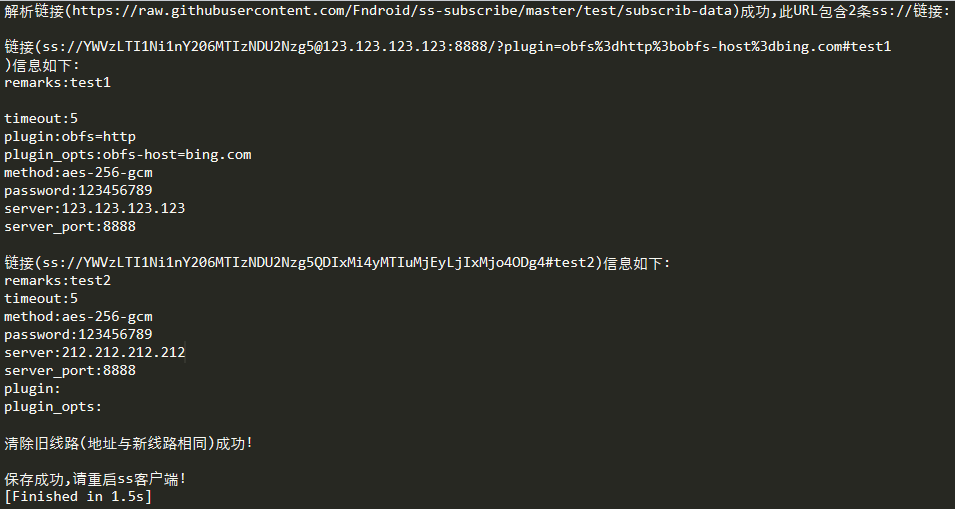 解析链接(https://raw.githubusercontent.com/Fndroid/ss-subscribe/master/test/subscrib-data)成功,此URL包含2条ss://链接:
链接(ss://YWVzLTI1Ni1nY206MTIzNDU2Nzg5@123.123.123.123:8888/?plugin=obfs%3dhttp%3bobfs-host%3dbing.com#test1
)信息如下:
remarks:test1
timeout:5
plugin:obfs=http
plugin_opts:obfs-host=bing.com
method:aes-256-gcm
password:123456789
server:123.123.123.123
server_port:8888
链接(ss://YWVzLTI1Ni1nY206MTIzNDU2Nzg5QDIxMi4yMTIuMjEyLjIxMjo4ODg4#test2)信息如下:
remarks:test2
timeout:5
method:aes-256-gcm
password:123456789
server:212.212.212.212
server_port:8888
plugin:
plugin_opts:
清除旧线路(地址与新线路相同)成功!
保存成功,请重启ss客户端!
[Finished in 1.5s]